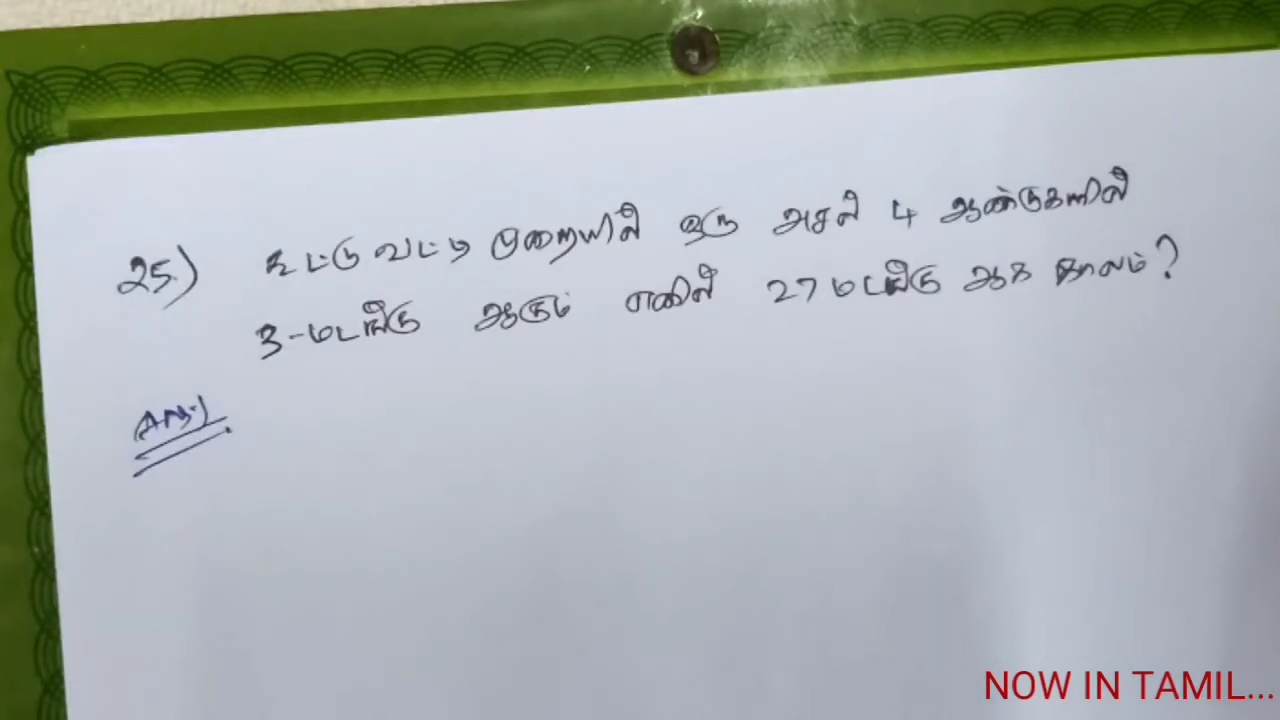 25.) கூட்டு வட்டி முறையில் ஒரு அசல் 4 ஆண்டுகளில்
3-மடங்கு ஆகும் எனில் 27 மடங்கு ஆக காலம்?
Ans:)
NOW IN TAMIL...